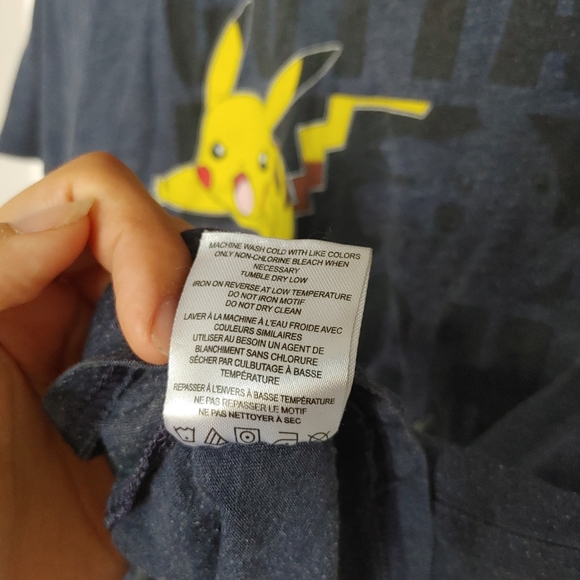 MACHINE WASH COLD WITH LIKE COLORS
ONLY NON-CHLORINE BLEACH WHEN
NECESSARY
TUMBLE DRY LOW
IRON ON REVERSE AT LOW TEMPERATURE
DO NOT IRON MOTIF
DO NOT DRY CLEAN
LAVER À LA MACHINE À L'EAU FROIDE AVEC
COULEURS SIMILAIRES
UTILISER AU BESOIN UN AGENT DE
BLANCHIMENT SANS CHLORURE
SÉCHER PAR CULBUTAGE À BASSE
TEMPÉRATURE
REPASSER À L'ENVERS À BASSE TEMPÉRATURE
NE PAS REPASSER LE MOTIF
NE PAS NETTOYER À SEC